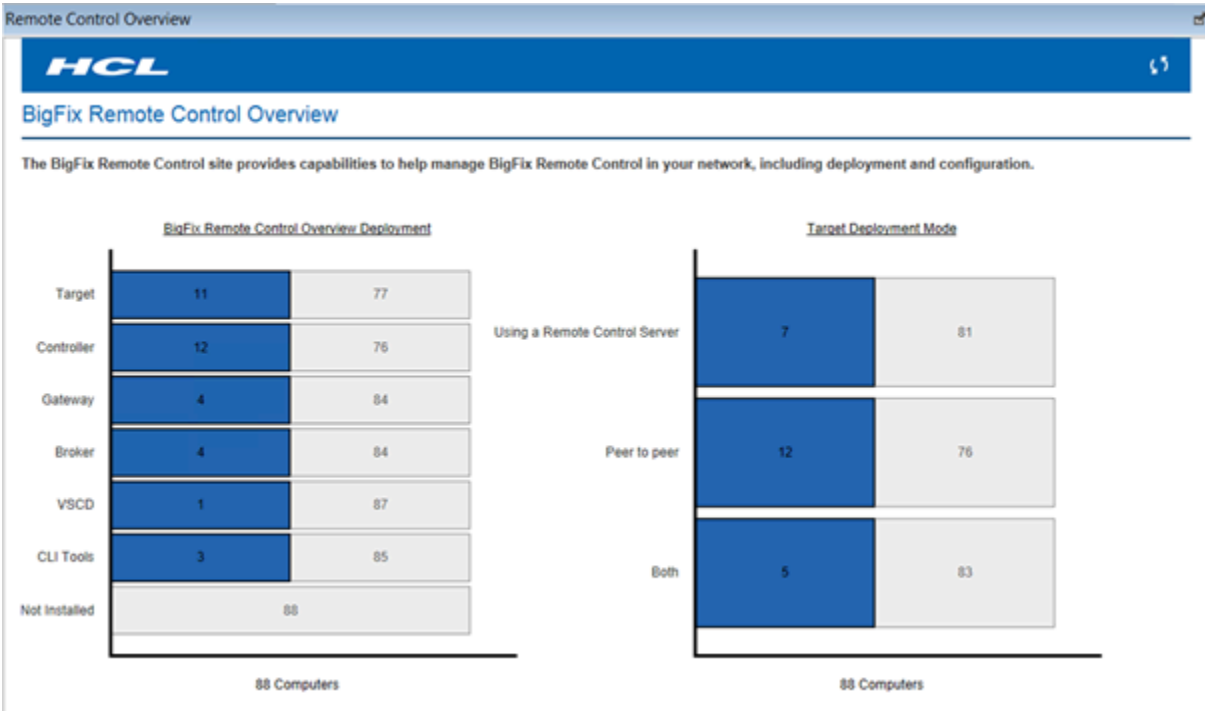 Remote Control Overview
HCL
BigFix Remote Control Overview
The BigFix Remote Control site provides capabilities to help manage BigFix Remote Control in your network, including deployment and configuration.
BigFix Remote Control Overview Deployment
Target 11 77
Controller 12 76
Gateway 4 84
Broker 4 84
VSCD 1 87
CLI Tools 3 85
Not Installed 88
88 Computers
Target Deployment Mode
Using a Remote Control Server 7 81
Peer to peer 12 76
Both 5 83
88 Computers